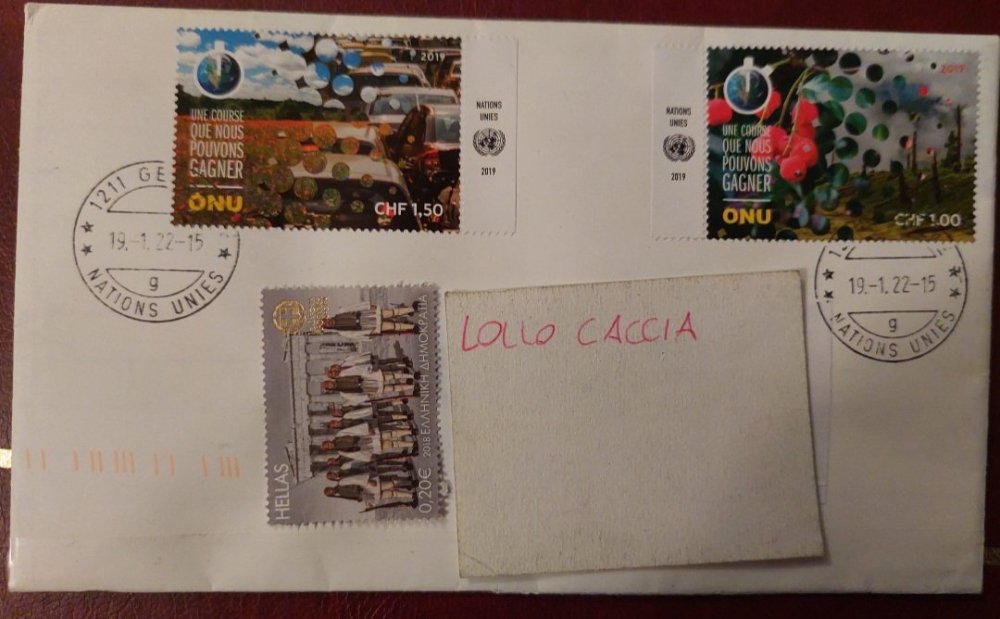 2019
UNE COURSE
QUE NOUS
POUVONS
GAGNER
ONU
CHF 1,50
NATIONS
UNIES
2019
NATIONS
UNIES
2019
2019
UNE COURSE
QUE NOUS
POUVONS
GAGNER
ONU
CHF 1.00
1211 GE
19.-1.22-15
g
NATIONS UNIES
19.-1.22-15
g
NATIONS UNIES
HELLAS
0,20€
2018 ΕΛΛΗΝΙΚΗ ΔΗΜΟΚΡΑΤΙΑ
LOLLO CACCIA